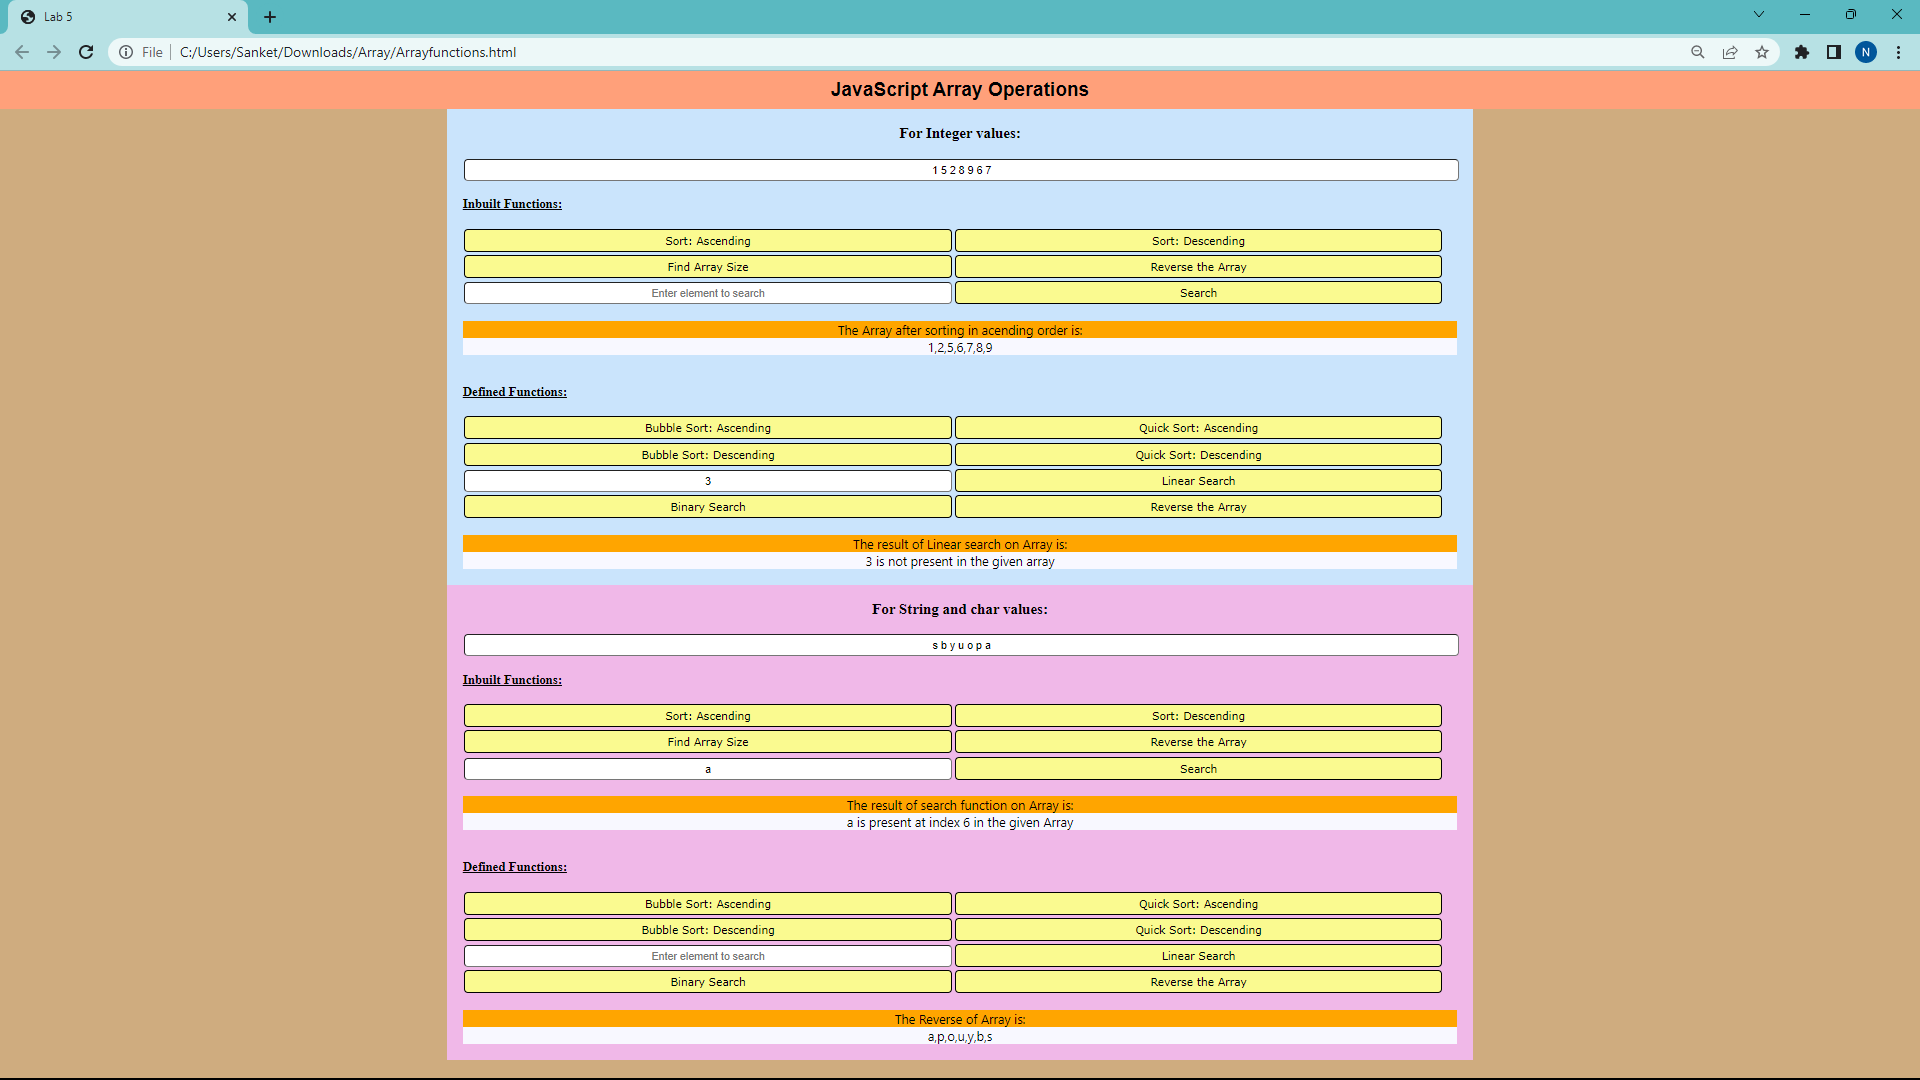 Lab 5
File C:/Users/Sanket/Downloads/Array/Arrayfunctions.html N
JavaScript Array Operations
For Integer values:
1 5 2 8 9 6 7
Inbuilt Functions:
Sort: Ascending Sort: Descending
Find Array Size Reverse the Array
Enter element to search Search
The Array after sorting in acending order is:
1,2,5,6,7,8,9
Defined Functions:
Bubble Sort: Ascending Quick Sort: Ascending
Bubble Sort: Descending Quick Sort: Descending
3 Linear Search
Binary Search Reverse the Array
The result of Linear search on Array is:
3 is not present in the given array
For String and char values:
s b y u o p a
Inbuilt Functions:
Sort: Ascending Sort: Descending
Find Array Size Reverse the Array
a Search
The result of search function on Array is:
a is present at index 6 in the given Array
Defined Functions:
Bubble Sort: Ascending Quick Sort: Ascending
Bubble Sort: Descending Quick Sort: Descending
Enter element to search Linear Search
Binary Search Reverse the Array
The Reverse of Array is:
a,p,o,u,y,b,s